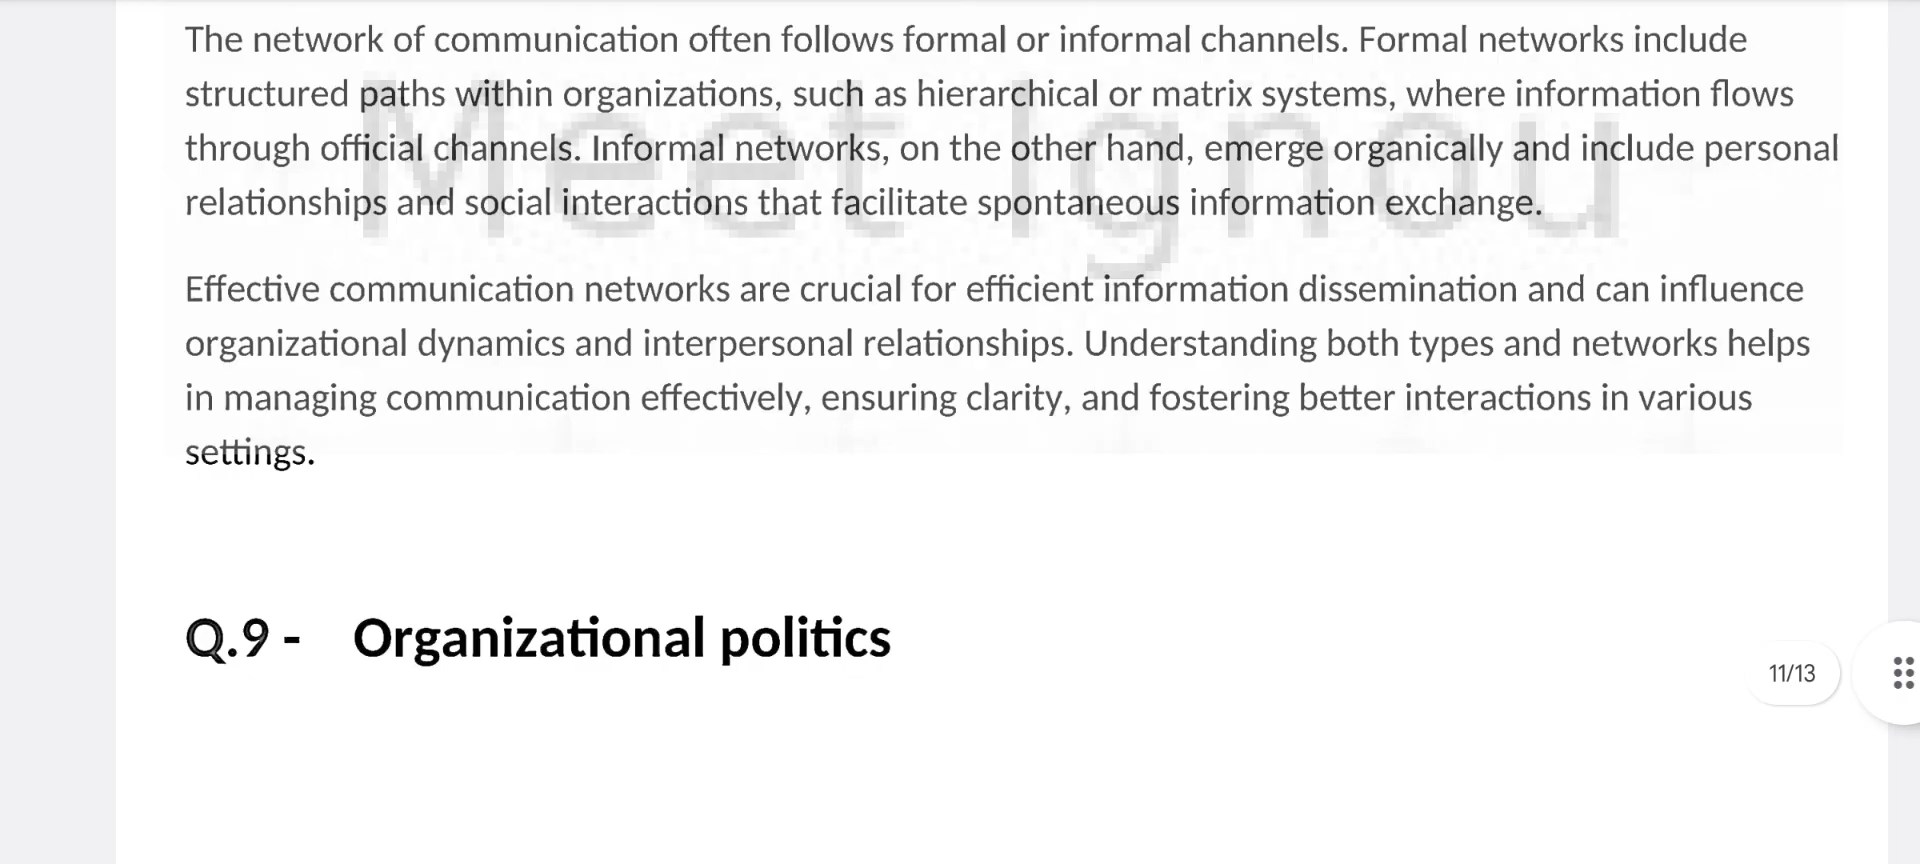 The network of communication often follows formal or informal channels. Formal networks include
structured paths within organizations, such as hierarchical or matrix systems, where information flows
through official channels. Informal networks, on the other hand, emerge organically and include personal
relationships and social interactions that facilitate spontaneous information exchange.
Meet Ignou
Effective communication networks are crucial for efficient information dissemination and can influence
organizational dynamics and interpersonal relationships. Understanding both types and networks helps
in managing communication effectively, ensuring clarity, and fostering better interactions in various
settings.
Q.9 - Organizational politics
11/13